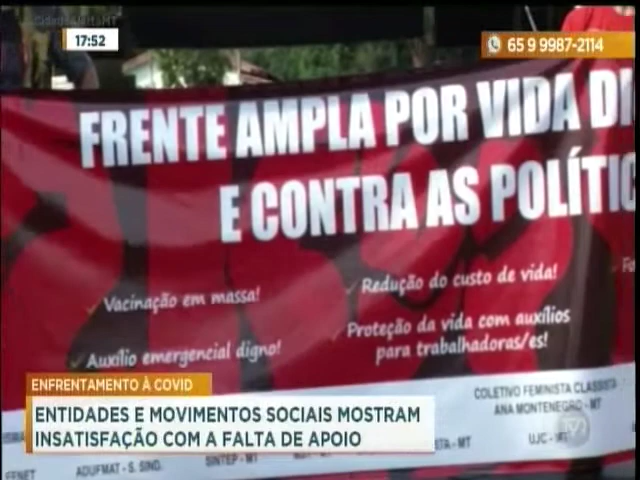 17:52
65 9 9987-2114
FRENTE AMPLA POR VIDA DI
E CONTRA AS POLÍTIC
Vacinação em massa!
Redução do custo de vida!
Auxílio emergencial digno!
Proteção da vida com auxílios
para trabalhadoras/es!
ENFRENTAMENTO À COVID
ENTIDADES E MOVIMENTOS SOCIAIS MOSTRAM
INSATISFAÇÃO COM A FALTA DE APOIO
COLETIVO FEMINISTA CLASSISTA
ANA MONTENEGRO - MT
ADUFMAT - S. SIND.
SINTEP - MT
STA - MT
UJC - MT